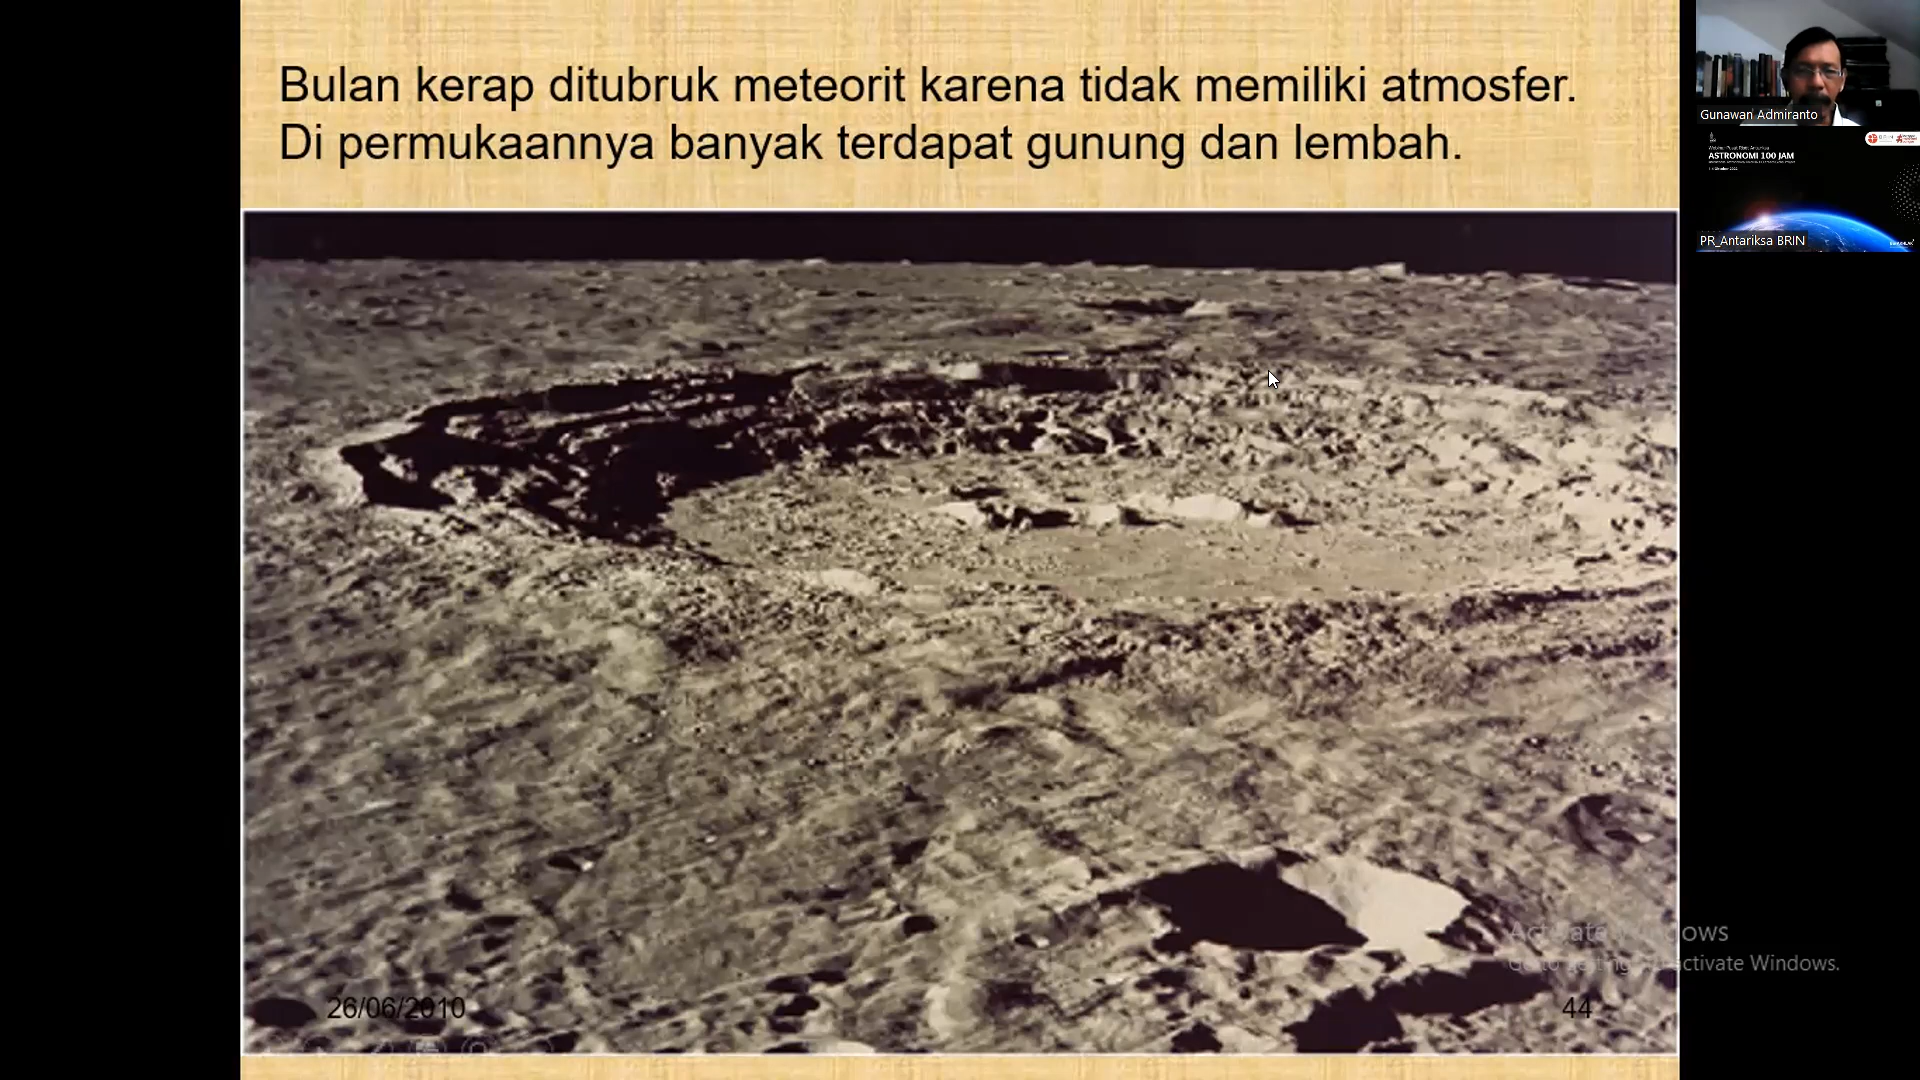 Bulan kerap ditubruk meteorit karena tidak memiliki atmosfer.
Di permukaannya banyak terdapat gunung dan lembah.
Gunawan Admiranto
ASTRONOMI 100 JAM
PR_Antariksa BRIN
Activate Windows
Go to Settings to activate Windows.
26/06/2010
44